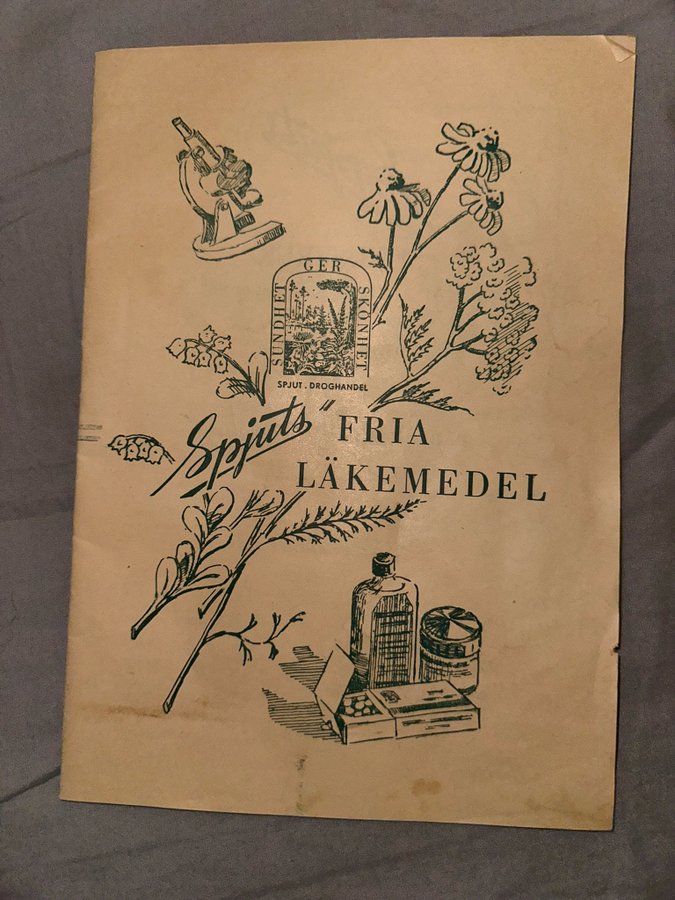 SUNDHET GER SKÖNHET
SPJUT . DROGHANDEL
Spjuts" FRIA
LÄKEMEDEL